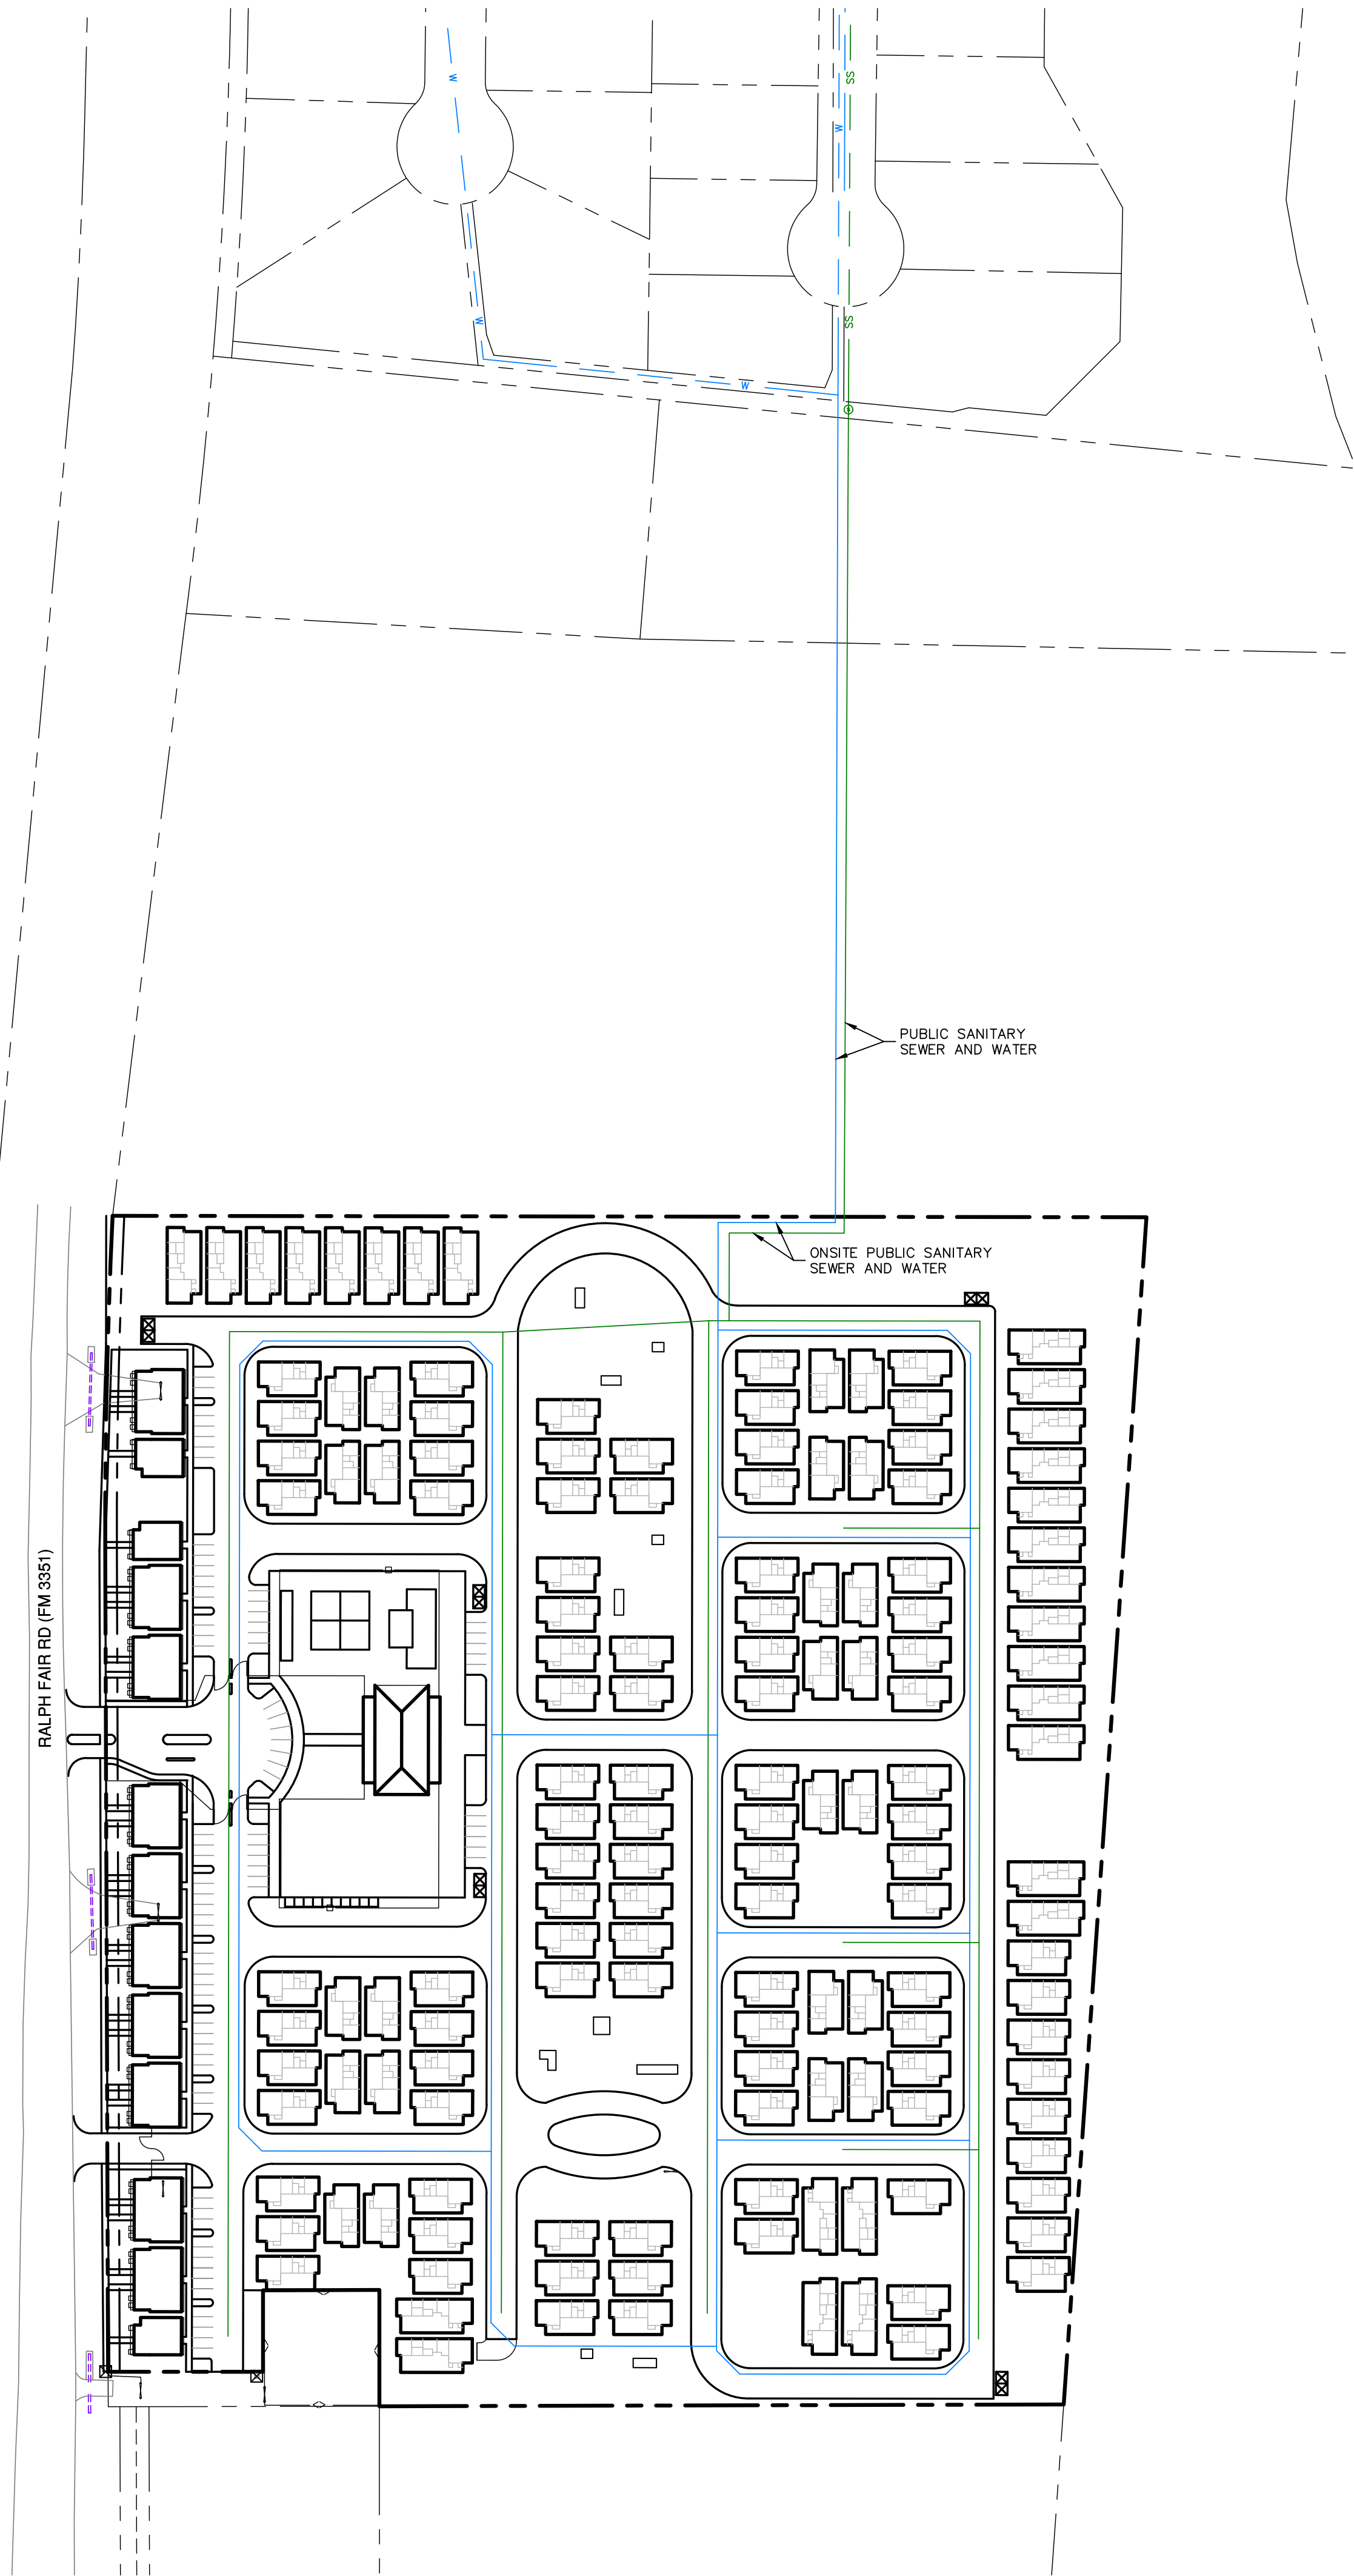 W
SS
W
W
SS
W
PUBLIC SANITARY
SEWER AND WATER
ONSITE PUBLIC SANITARY
SEWER AND WATER
RALPH FAIR RD (FM 3351)